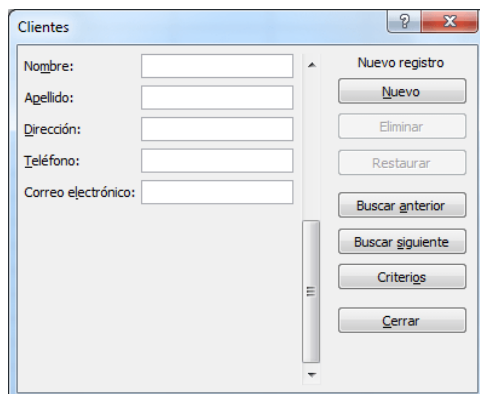 Clientes
?
X
Nombre:
Apellido:
Dirección:
Teléfono:
Correo electrónico:
Nuevo registro
Nuevo
Eliminar
Restaurar
Buscar anterior
Buscar siguiente
Criterios
Cerrar